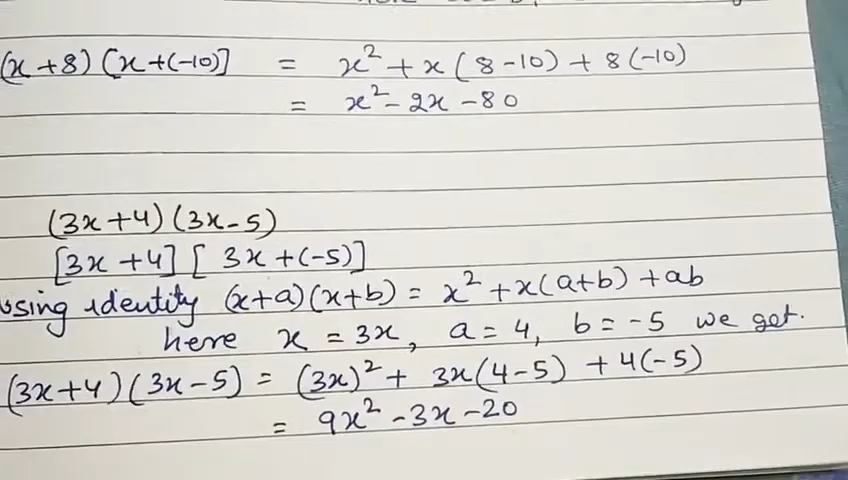 (x+8) (x+(-10)] = x² + x (8-10) + 8 (-10)
= x² - 2x - 80
(3x+4) (3x-5)
[3x+4] [ 3x+(-5)]
using identity (x+a)(x+b) = x² + x(a+b) + ab
here x = 3x, a = 4, b = -5 we get.
(3x+4) (3x-5) = (3x)² + 3x(4-5) + 4(-5)
= 9x² - 3x - 20